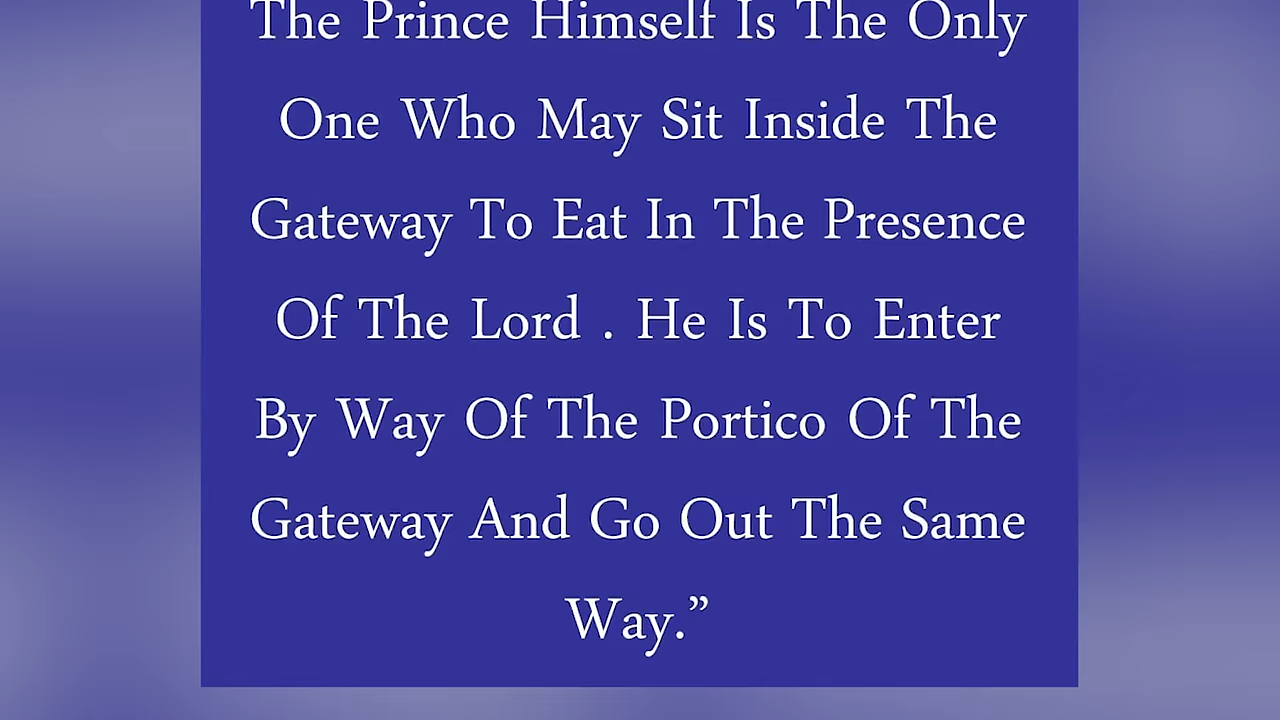 The Prince Himself Is The Only
One Who May Sit Inside The
Gateway To Eat In The Presence
Of The Lord . He Is To Enter
By Way Of The Portico Of The
Gateway And Go Out The Same
Way.”